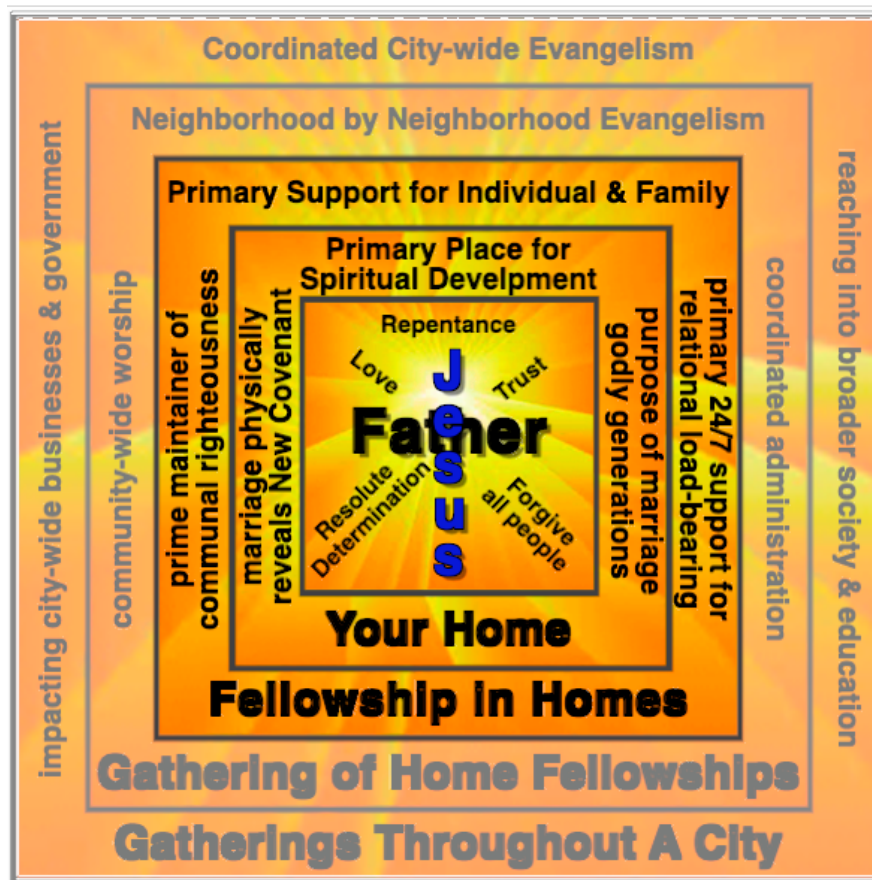 Coordinated City-wide Evangelism
Neighborhood by Neighborhood Evangelism
Primary Support for Individual & Family
Primary Place for
Spiritual Develpment
Repentance
Love
Trust
Jesus
Father
Resolute
Determination
Forgive
all people
impacting city-wide businesses & government
community-wide worship
prime maintainer of
communal righteousness
marriage physically
reveals New Covenant
purpose of marriage
godly generations
primary 24/7 support for
relational load-bearing
coordinated administration
reaching into broader society & education
Your Home
Fellowship in Homes
Gathering of Home Fellowships
Gatherings Throughout A City